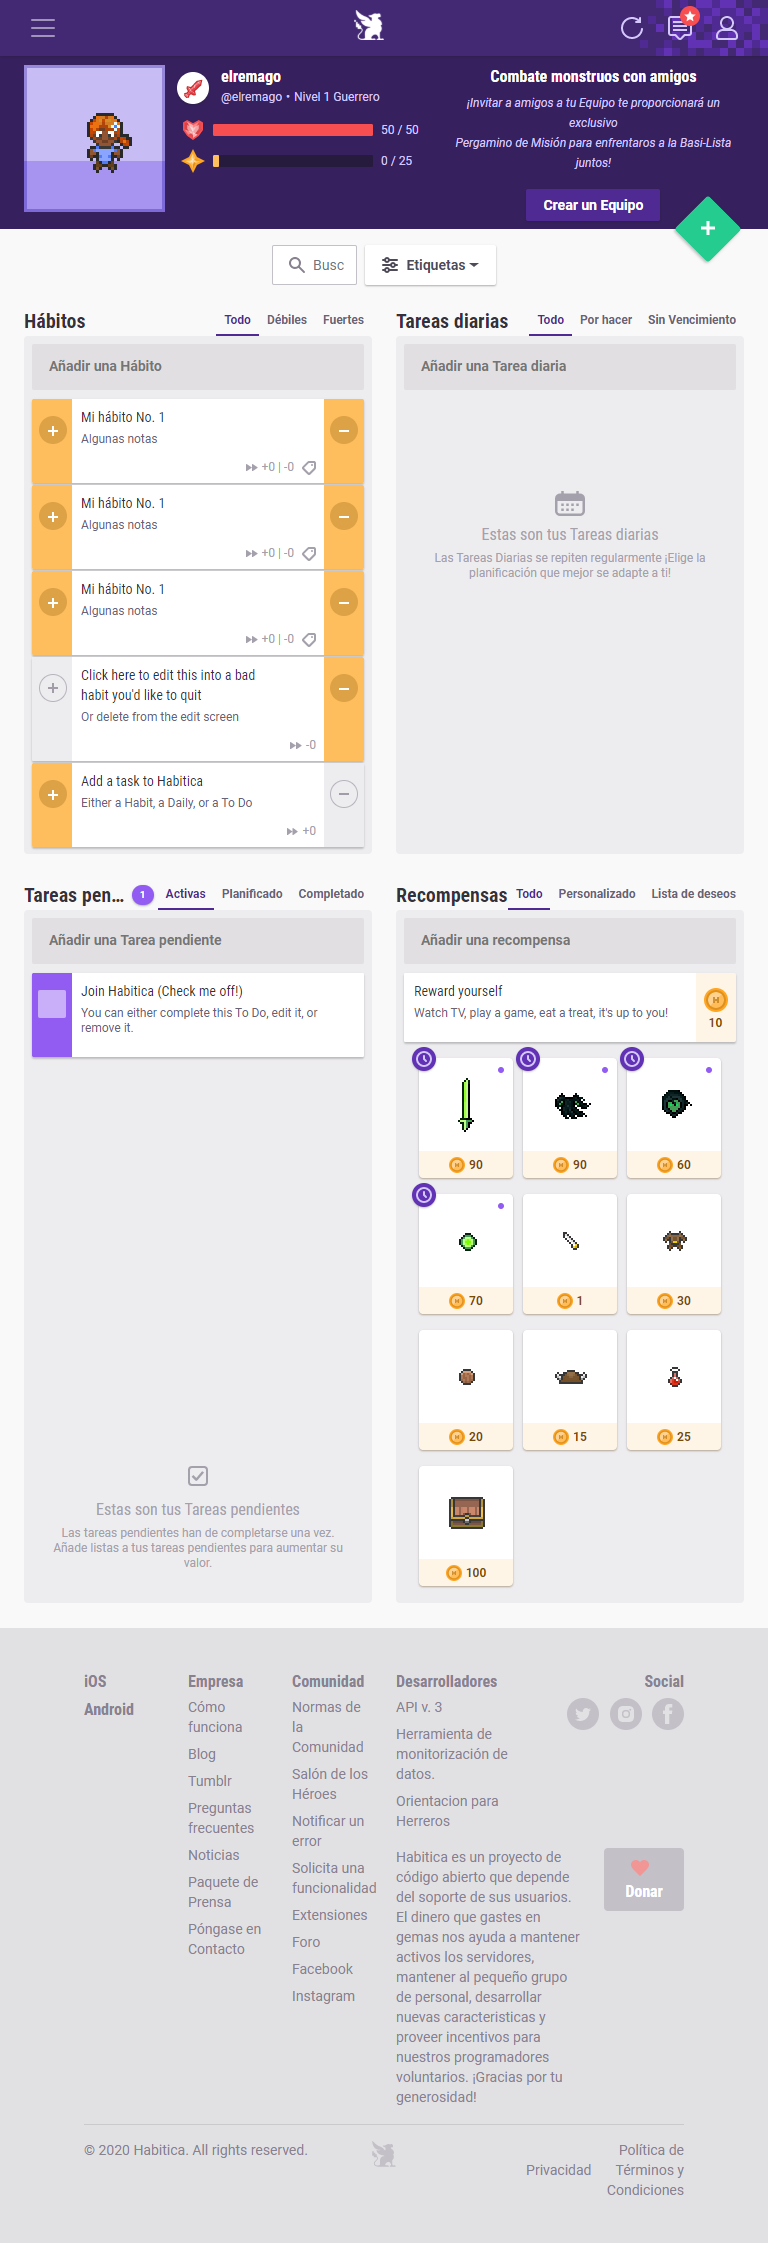 elremago
@elremago • Nivel 1 Guerrero
50 / 50
0 / 25
Combate monstruos con amigos
¡Invitar a amigos a tu Equipo te proporcionará un
exclusivo
Pergamino de Misión para enfrentaros a la Basi-Lista
juntos!
Crear un Equipo
Busc
Etiquetas
Hábitos
Todo Débiles Fuertes
Añadir una Hábito
Mi hábito No. 1
Algunas notas
+0 | -0
Mi hábito No. 1
Algunas notas
+0 | -0
Mi hábito No. 1
Algunas notas
+0 | -0
Click here to edit this into a bad
habit you'd like to quit
Or delete from the edit screen
-0
Add a task to Habitica
Either a Habit, a Daily, or a To Do
+0
Tareas diarias
Todo Por hacer Sin Vencimiento
Añadir una Tarea diaria
Estas son tus Tareas diarias
Las Tareas Diarias se repiten regularmente ¡Elige la
planificación que mejor se adapte a ti!
Tareas pen... 1
Activas Planificado Completado
Añadir una Tarea pendiente
Join Habitica (Check me off!)
You can either complete this To Do, edit it, or
remove it.
Estas son tus Tareas pendientes
Las tareas pendientes han de completarse una vez.
Añade listas a tus tareas pendientes para aumentar su
valor.
Recompensas
Todo Personalizado Lista de deseos
Añadir una recompensa
Reward yourself
Watch TV, play a game, eat a treat, it's up to you!
10
90 90 60
70 1 30
20 15 25
100
iOS
Android
Empresa
Cómo
funciona
Blog
Tumblr
Preguntas
frecuentes
Noticias
Paquete de
Prensa
Póngase en
Contacto
Comunidad
Normas de
la
Comunidad
Salón de los
Héroes
Notificar un
error
Solicita una
funcionalidad
Extensiones
Foro
Facebook
Instagram
Desarrolladores
API v. 3
Herramienta de
monitorización de
datos.
Orientacion para
Herreros
Social
Habitica es un proyecto de
código abierto que depende
del soporte de sus usuarios.
El dinero que gastes en
gemas nos ayuda a mantener
activos los servidores,
mantener al pequeño grupo
de personal, desarrollar
nuevas caracteristicas y
proveer incentivos para
nuestros programadores
voluntarios. ¡Gracias por tu
generosidad!
Donar
© 2020 Habitica. All rights reserved.
Política de
Privacidad
Términos y
Condiciones